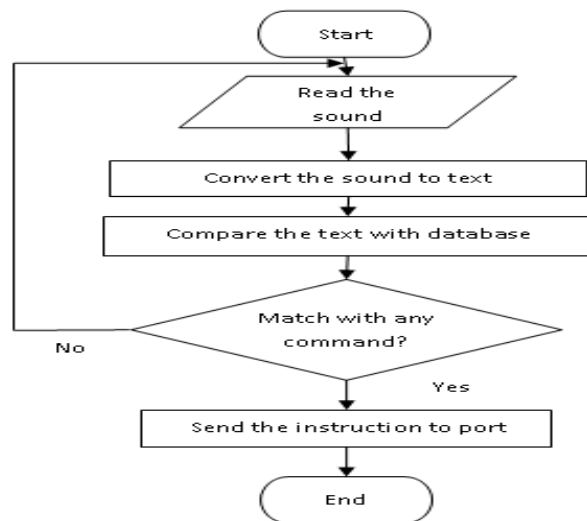 Start
Read the
sound
Convert the sound to text
Compare the text with database
Match with any
command?
No
Yes
Send the instruction to port
End